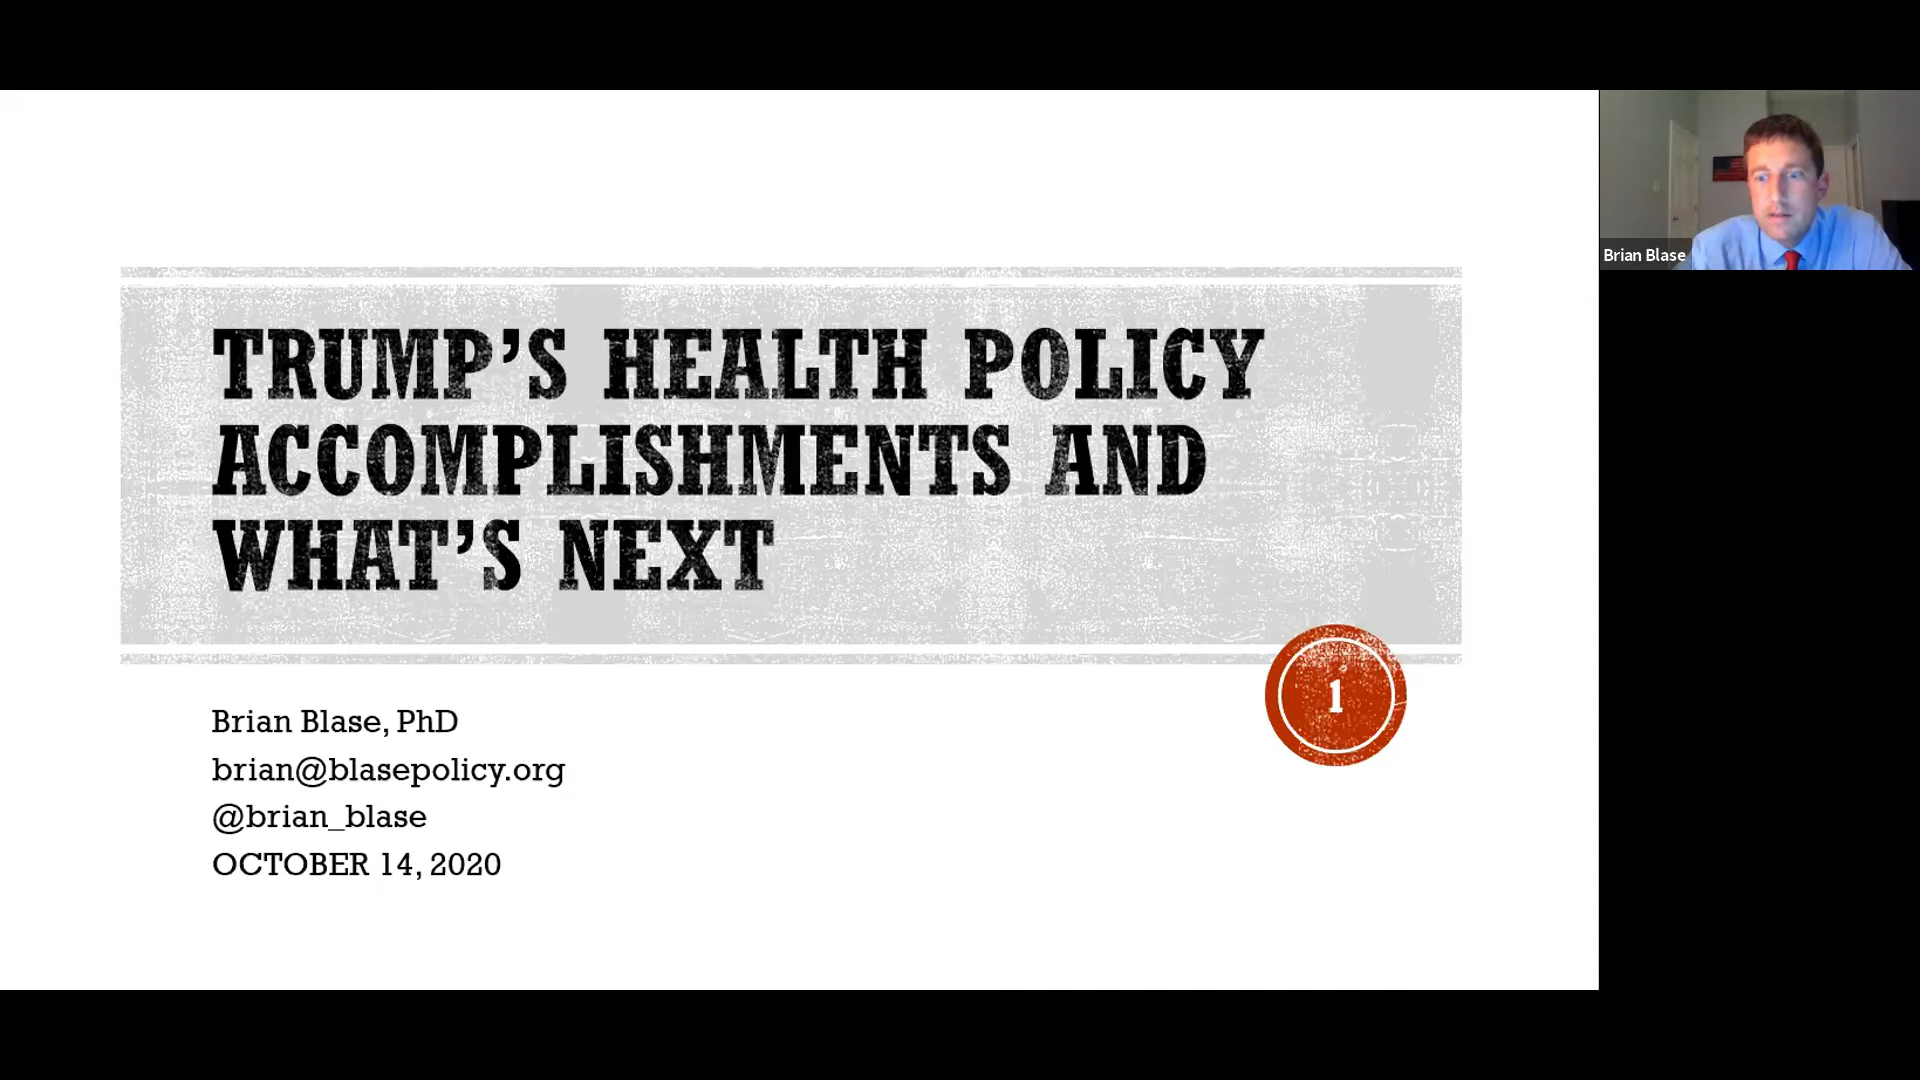 TRUMP'S HEALTH POLICY
ACCOMPLISHMENTS AND
WHAT'S NEXT
1
Brian Blase, PhD
brian@blasepolicy.org
@brian_blase
OCTOBER 14, 2020
Brian Blase